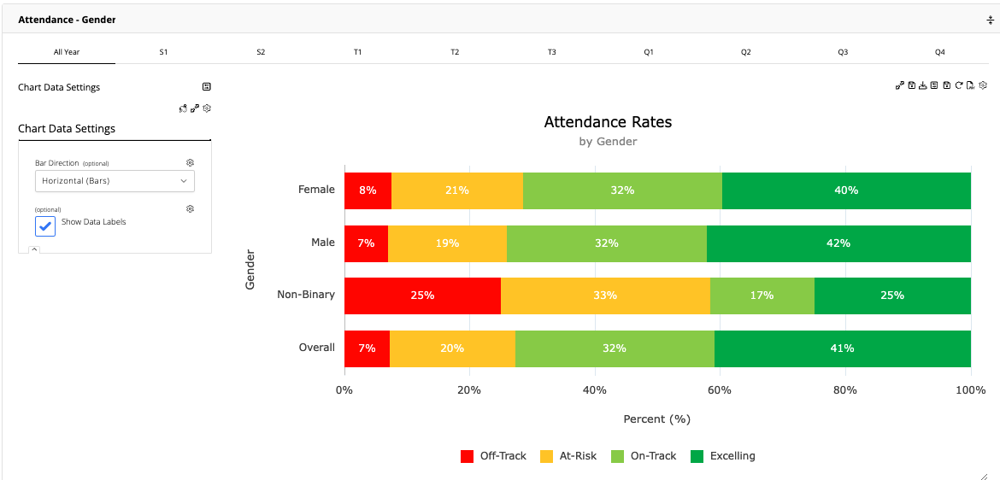 Attendance - Gender
All Year S1 S2 T1 T2 T3 Q1 Q2 Q3 Q4
Chart Data Settings
Chart Data Settings
Bar Direction (optional)
Horizontal (Bars)
(optional)
Show Data Labels
Attendance Rates
by Gender
Gender
Female 8% 21% 32% 40%
Male 7% 19% 32% 42%
Non-Binary 25% 33% 17% 25%
Overall 7% 20% 32% 41%
0% 20% 40% 60% 80% 100%
Percent (%)
Off-Track At-Risk On-Track Excelling